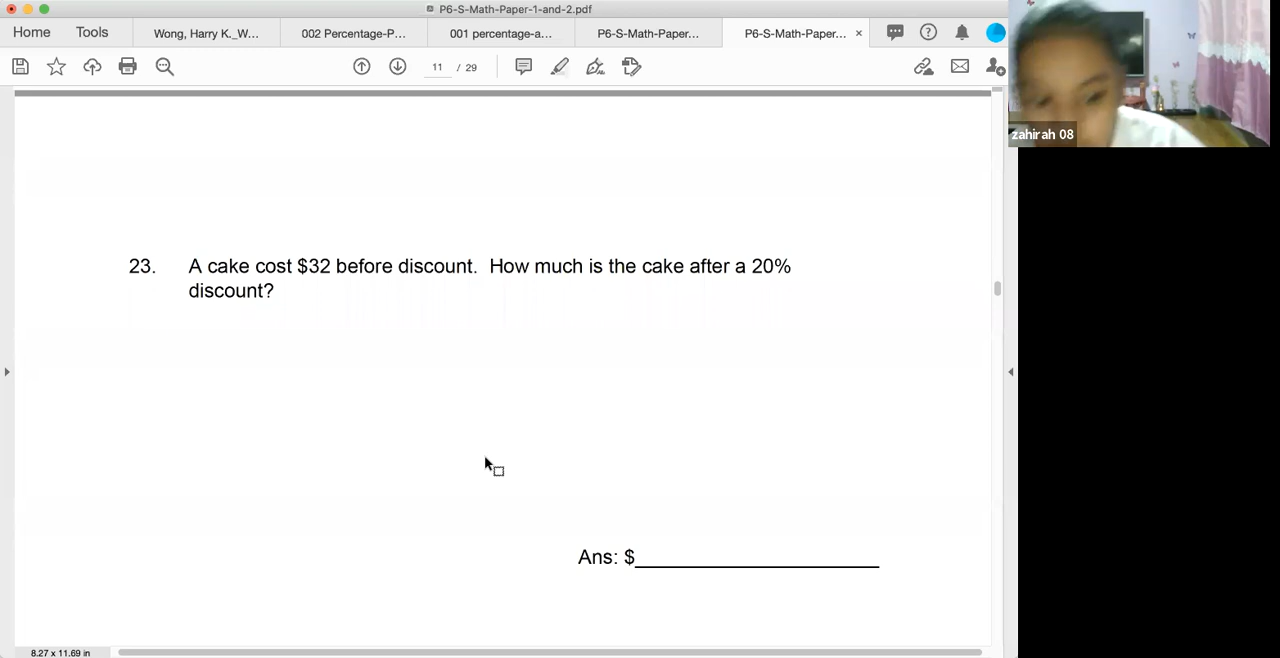 P6-S-Math-Paper-1-and-2.pdf
Home Tools Wong, Harry K._W... 002 Percentage-P... 001 percentage-a... P6-S-Math-Paper... P6-S-Math-Paper... ×
11 / 29
zahirah 08
23. A cake cost $32 before discount. How much is the cake after a 20%
discount?
Ans: $
8.27 x 11.69 in